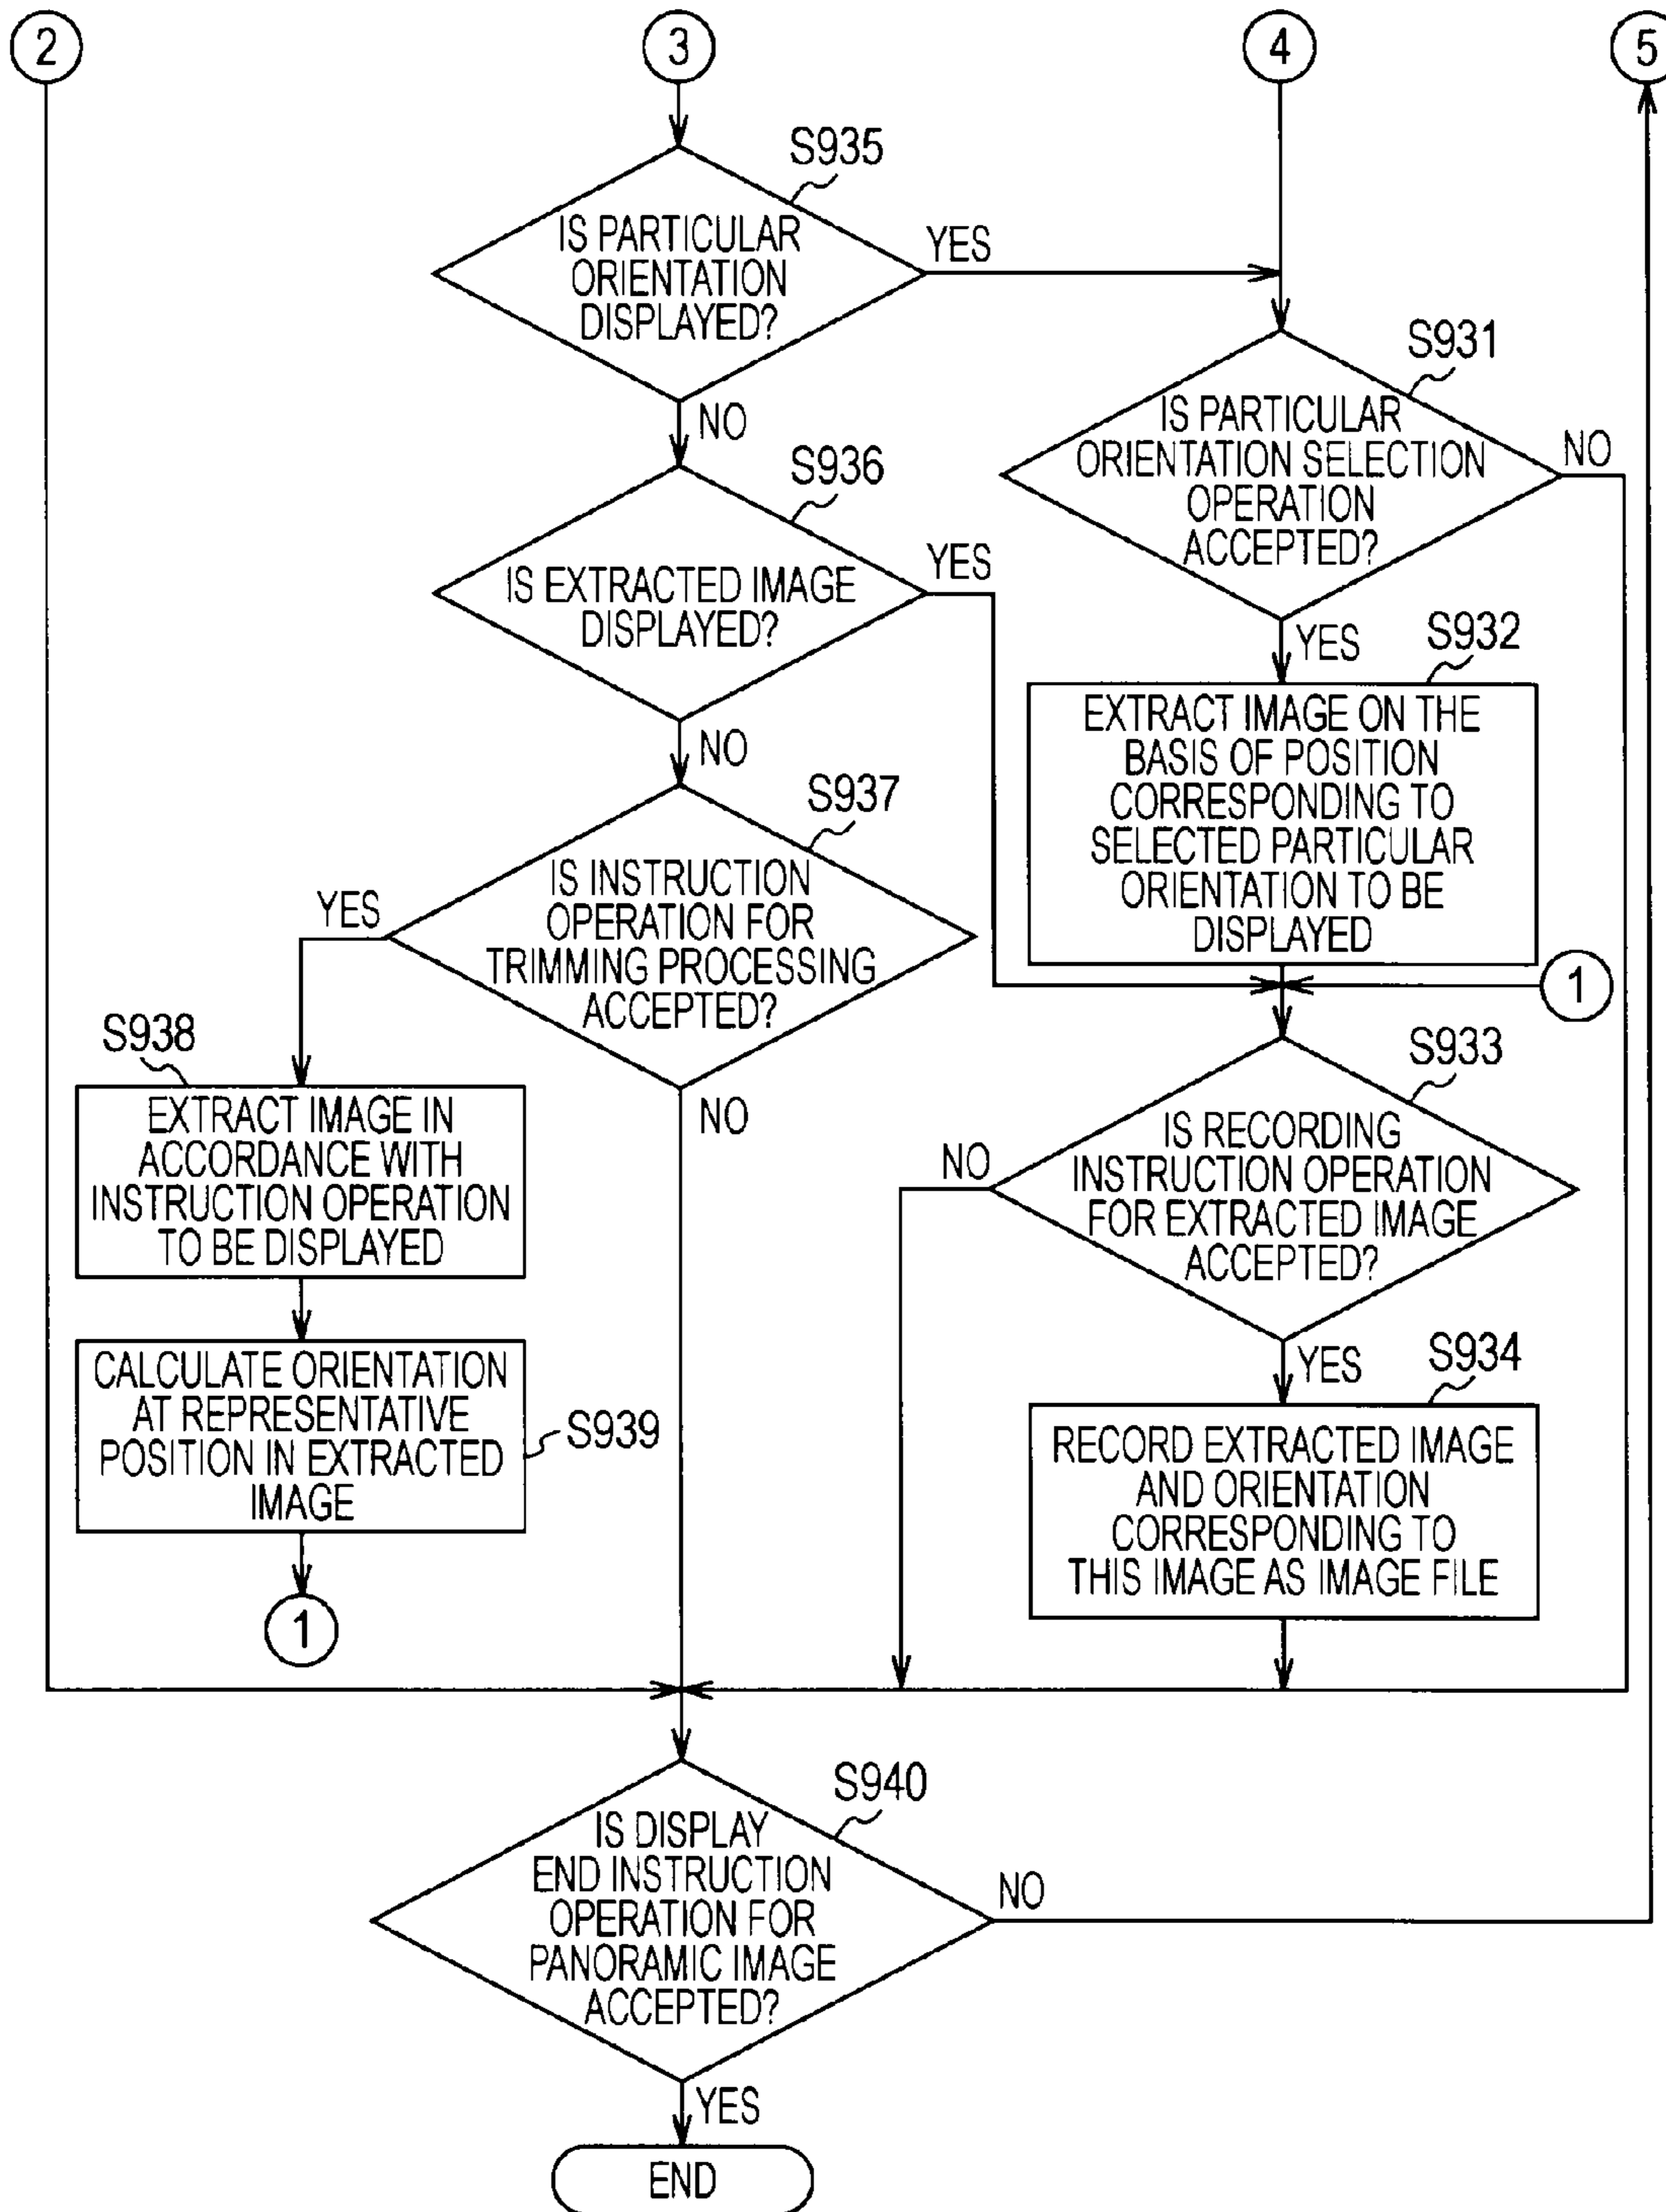 2
3
4
5
S935
IS PARTICULAR
ORIENTATION
DISPLAYED?
YES
NO
S931
IS PARTICULAR
ORIENTATION SELECTION
OPERATION
ACCEPTED?
NO
YES
S936
IS EXTRACTED IMAGE
DISPLAYED?
YES
NO
S932
EXTRACT IMAGE ON THE
BASIS OF POSITION
CORRESPONDING TO
SELECTED PARTICULAR
ORIENTATION TO BE
DISPLAYED
1
S937
IS INSTRUCTION
OPERATION FOR
TRIMMING PROCESSING
ACCEPTED?
YES
NO
S938
EXTRACT IMAGE IN
ACCORDANCE WITH
INSTRUCTION OPERATION
TO BE DISPLAYED
S933
IS RECORDING
INSTRUCTION OPERATION
FOR EXTRACTED IMAGE
ACCEPTED?
NO
YES
CALCULATE ORIENTATION
AT REPRESENTATIVE
POSITION IN EXTRACTED
IMAGE
S939
1
S934
RECORD EXTRACTED IMAGE
AND ORIENTATION
CORRESPONDING TO
THIS IMAGE AS IMAGE FILE
S940
IS DISPLAY
END INSTRUCTION
OPERATION FOR
PANORAMIC IMAGE
ACCEPTED?
NO
YES
END